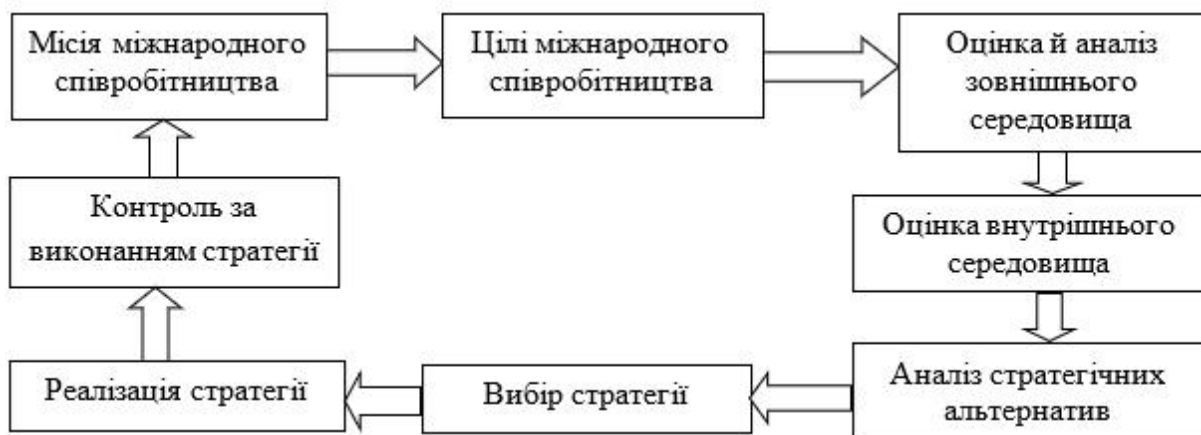 Місія міжнародного
співробітництва
Цілі міжнародного
співробітництва
Оцінка й аналіз
зовнішнього
середовища
Оцінка внутрішнього
середовища
Аналіз стратегічних
альтернатив
Вибір стратегії
Реалізація стратегії
Контроль за
виконанням стратегії